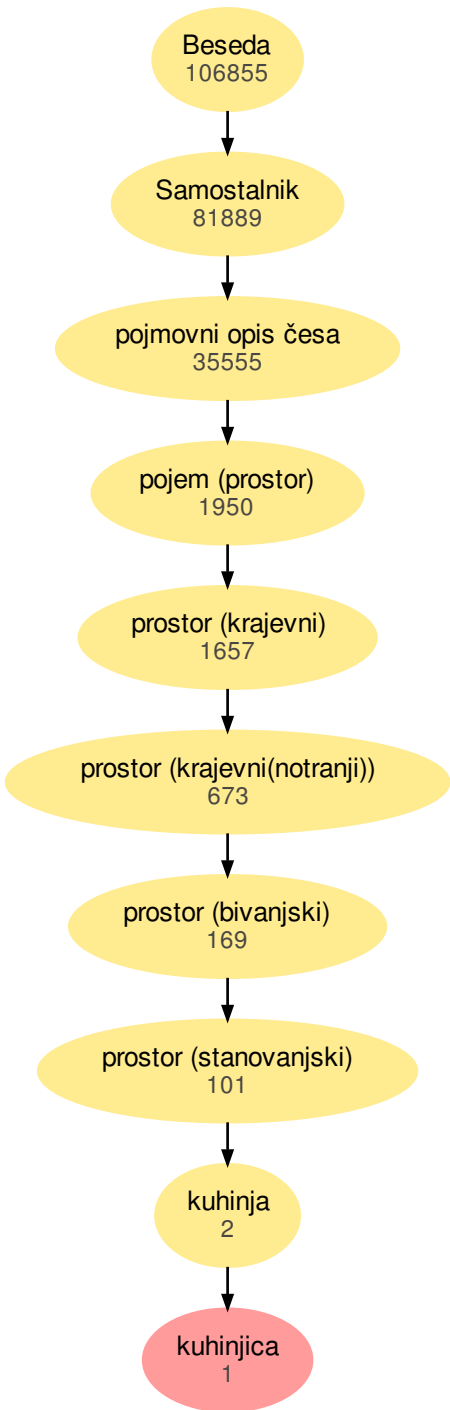 Beseda
106855
Samostalnik
81889
pojmovni opis česa
35555
pojem (prostor)
1950
prostor (krajevni)
1657
prostor (krajevni(notranji))
673
prostor (bivanjski)
169
prostor (stanovanjski)
101
kuhinja
2
kuhinjica
1